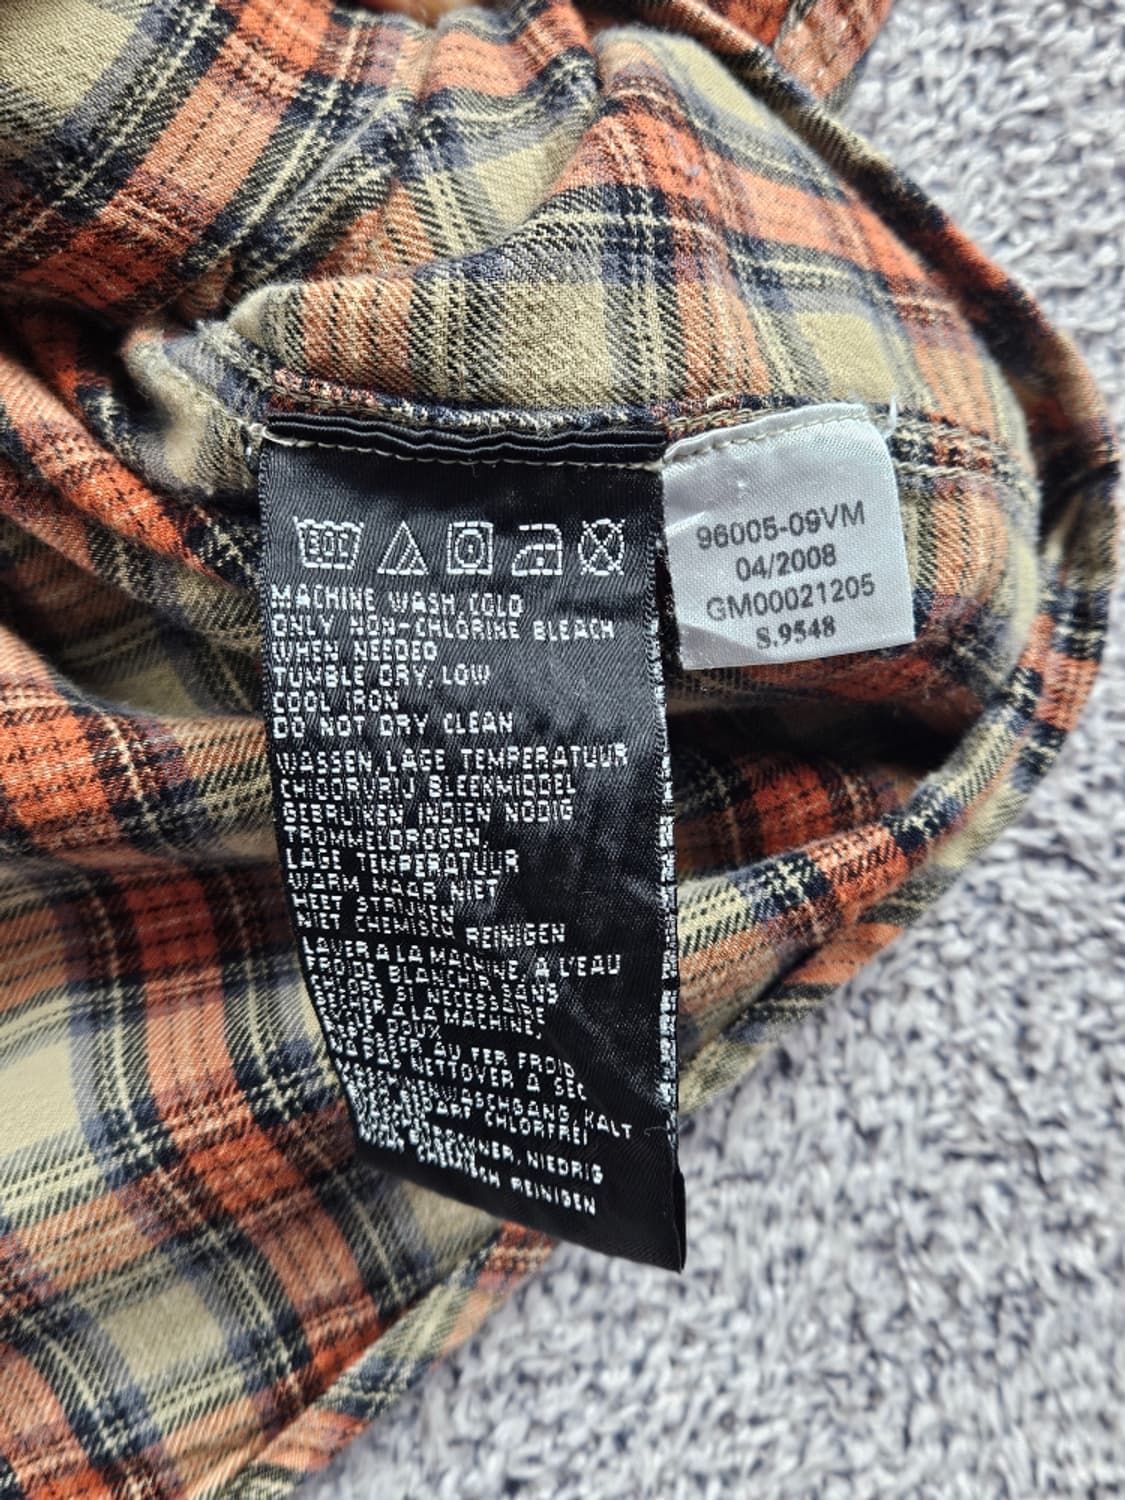 30C
MACHINE WASH, COLD
ONLY NON-CHLORINE BLEACH
WHEN NEEDED
TUMBLE DRY, LOW
COOL IRON
DO NOT DRY CLEAN
WASSEN, LAGE TEMPERATUUR
CHLOORVRIJ BLEEKMIDDEL
GEBRUIKEN, INDIEN NODIG
TROMMELDROGEN
LAGE TEMPERATUUR
WARM MAAR NIET
HEET STRIJKEN
NIET CHEMISCH REINIGEN
LAVER A LA MACHINE, A L'EAU
FROIDE BLANCHIR SANS
SI NECESSAIRE
A LA MACHINE,
DOUX
AU FER FROID
PAS NETTOYER A SEC
KALT
CHLORFREI
NIEDRIG
CHEMISCH REINIGEN
96005-09VM
04/2008
GM00021205
S.9548